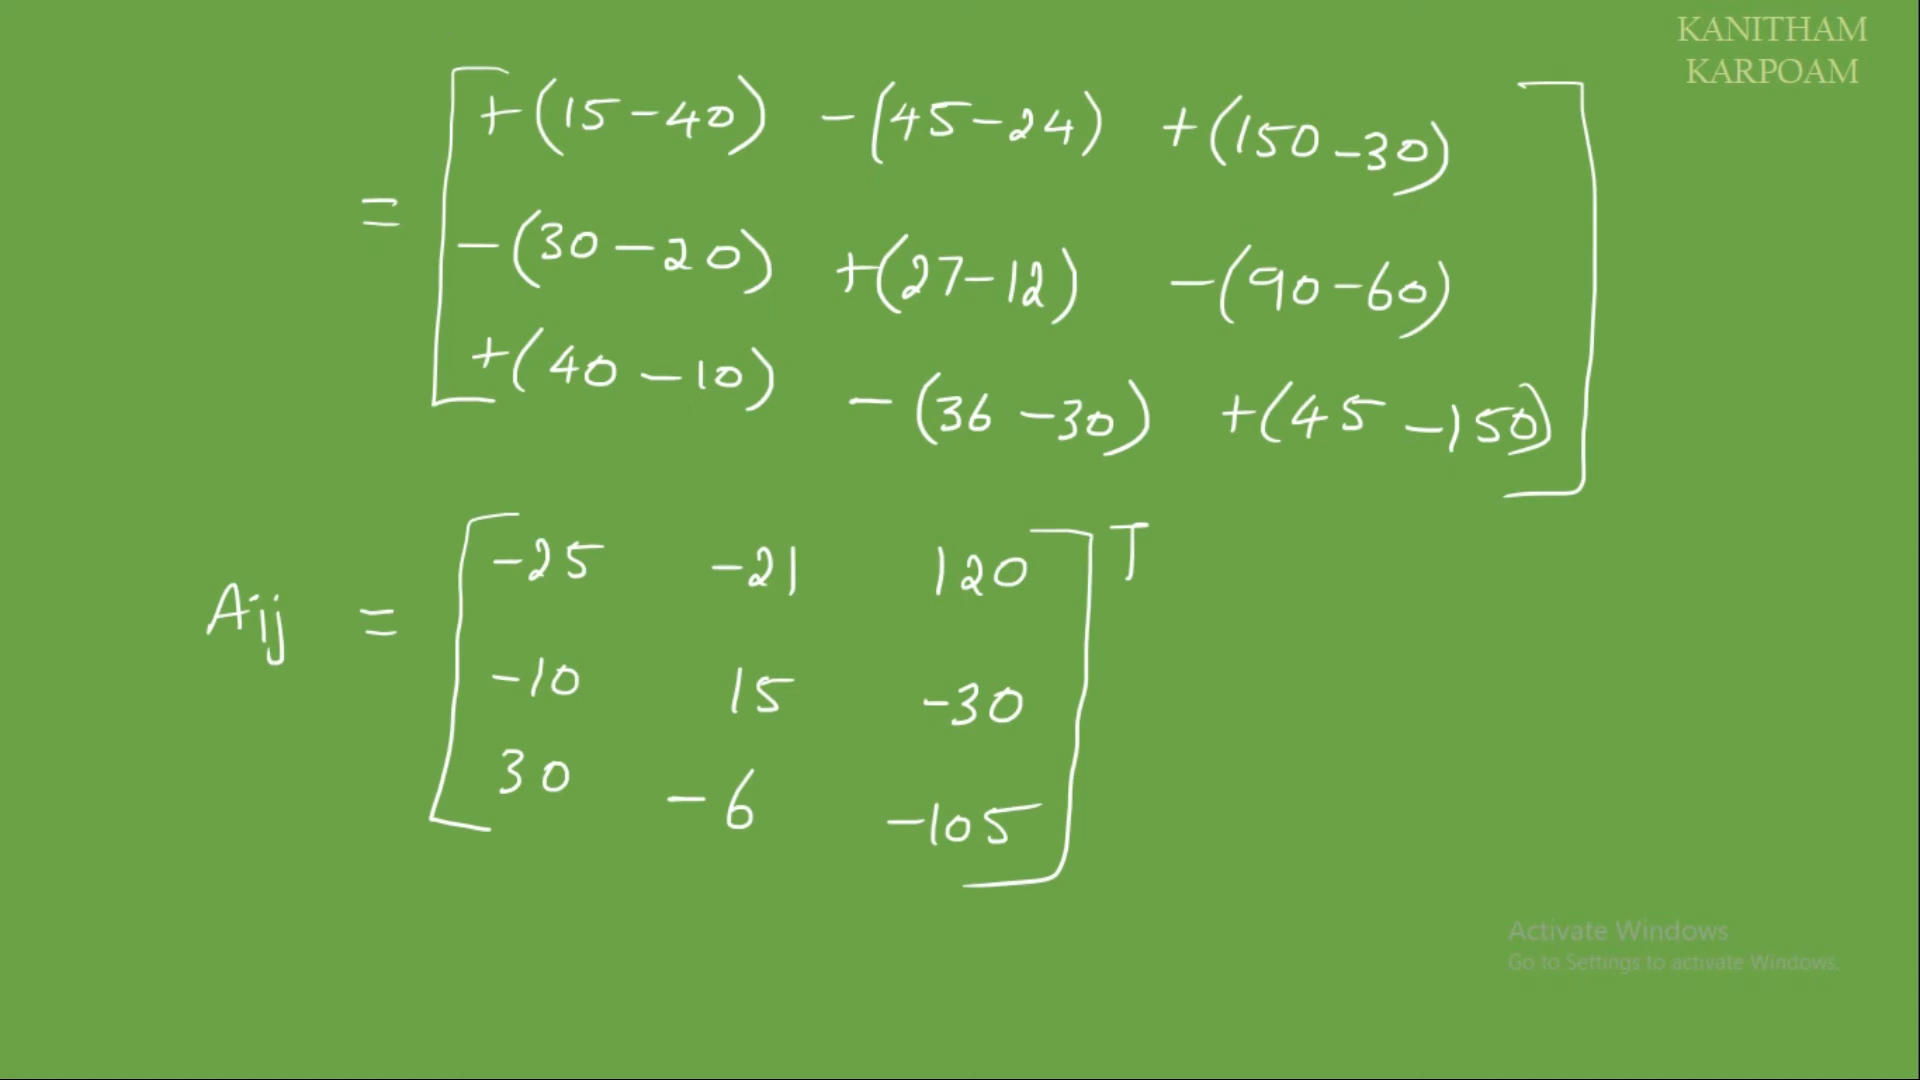 KANITHAM
KARPOAM
+(15-40) -(45-24) +(150-30)
= -(30-20) +(27-12) -(90-60)
+(40-10) -(36-30) +(45-150)
-25 -21 120 T
Aij = -10 15 -30
30 -6 -105
Activate Windows
Go to Settings to activate Windows.